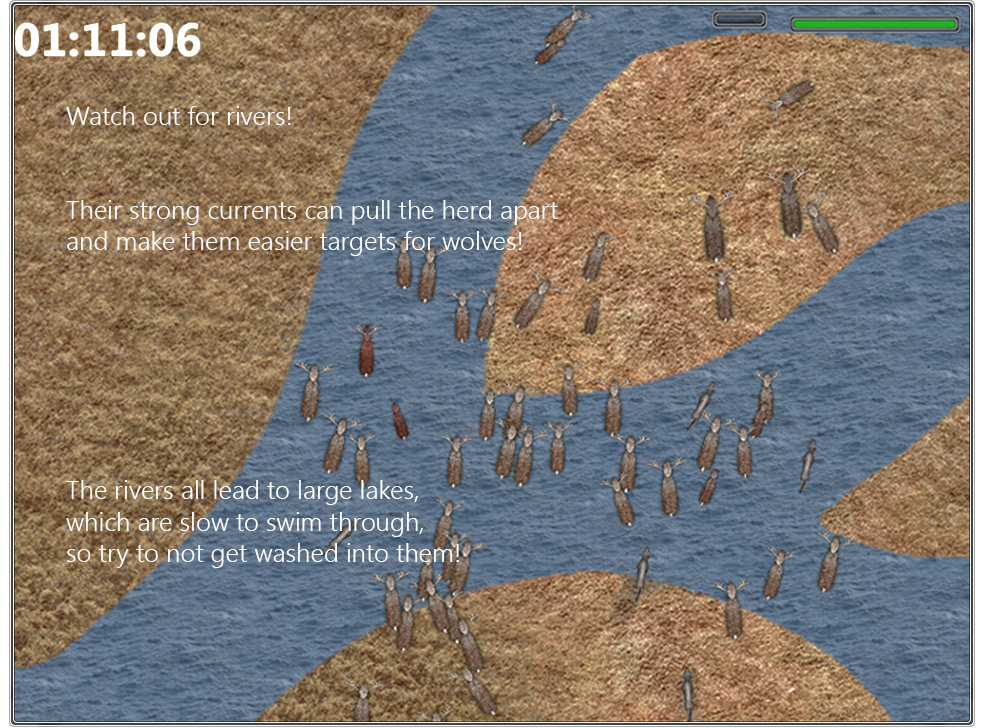 01:11:06
Watch out for rivers!
Their strong currents can pull the herd apart
and make them easier targets for wolves!
The rivers all lead to large lakes,
which are slow to swim through,
so try to not get washed into them!